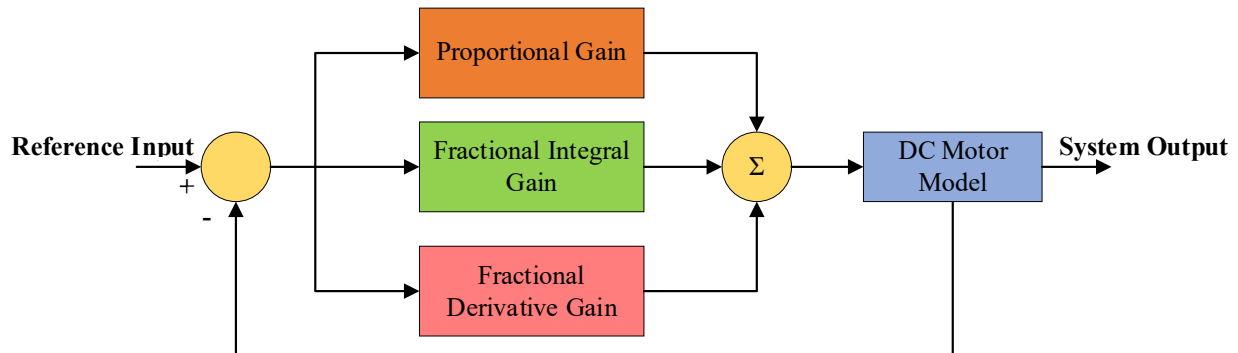 Proportional Gain
Reference Input
+
-
Fractional Integral
Gain
Σ
DC Motor
Model
System Output
Fractional
Derivative Gain